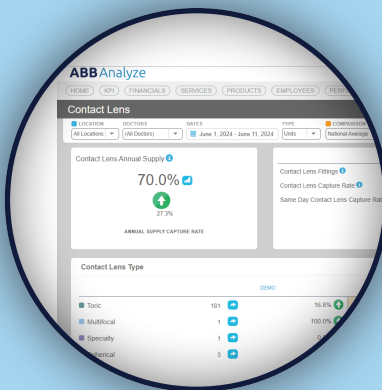 ABB Analyze
HOME KPI FINANCIALS SERVICES PRODUCTS EMPLOYEES
Contact Lens
LOCATION DOCTORS DATES TYPE COMPARISON
All Locations (All Doctors) June 1, 2024 - June 11, 2024 Units National Average
Contact Lens Annual Supply
70.0%
27.3%
ANNUAL SUPPLY CAPTURE RATE
Contact Lens Fittings
Contact Lens Capture Rate
Same Day Contact Lens Capture
Contact Lens Type
DEMO
Toric 181 16.8%
Multifocal 1 100.0%
Specialty 1
3